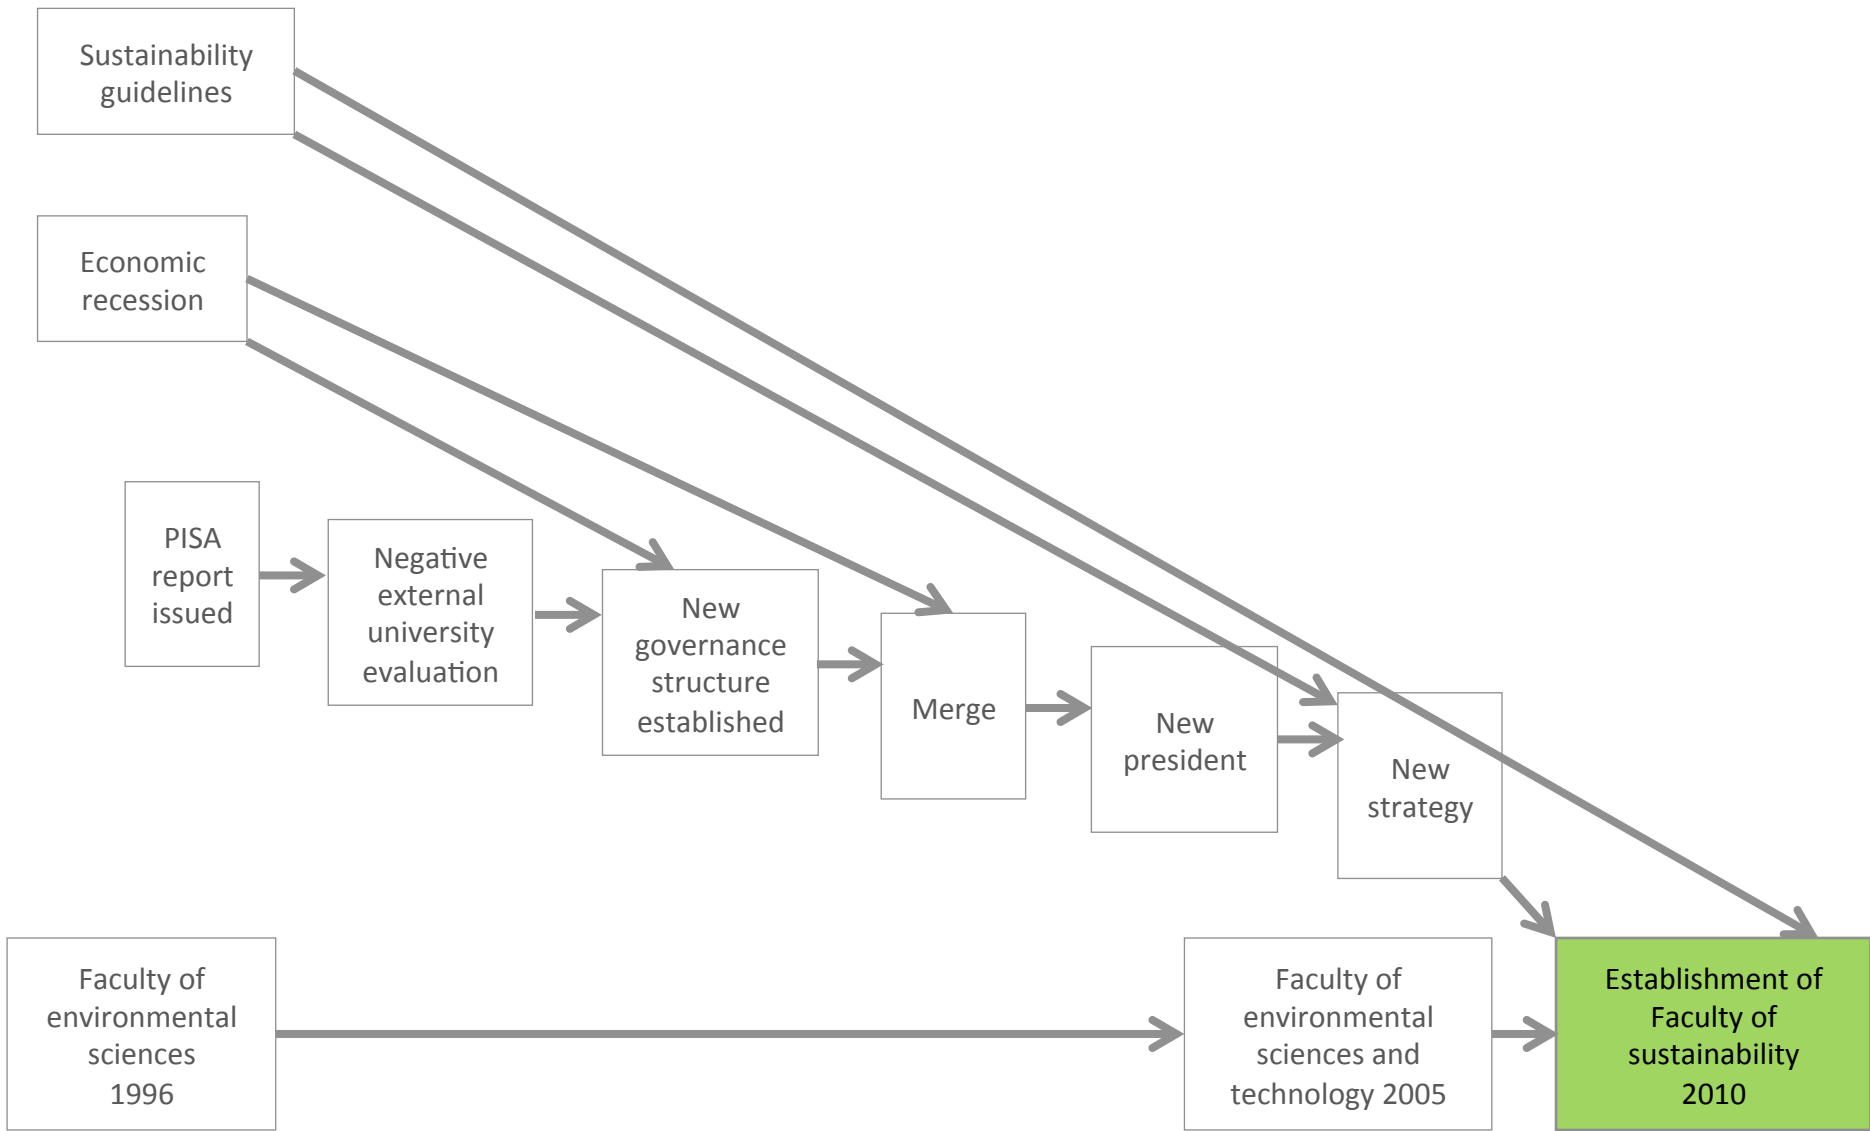 Sustainability
guidelines
Economic
recession
PISA
report
issued
Negative
external
university
evaluation
New
governance
structure
established
Merge
New
president
New
strategy
Faculty of
environmental
sciences
1996
Faculty of
environmental
sciences and
technology 2005
Establishment of
Faculty of
sustainability
2010